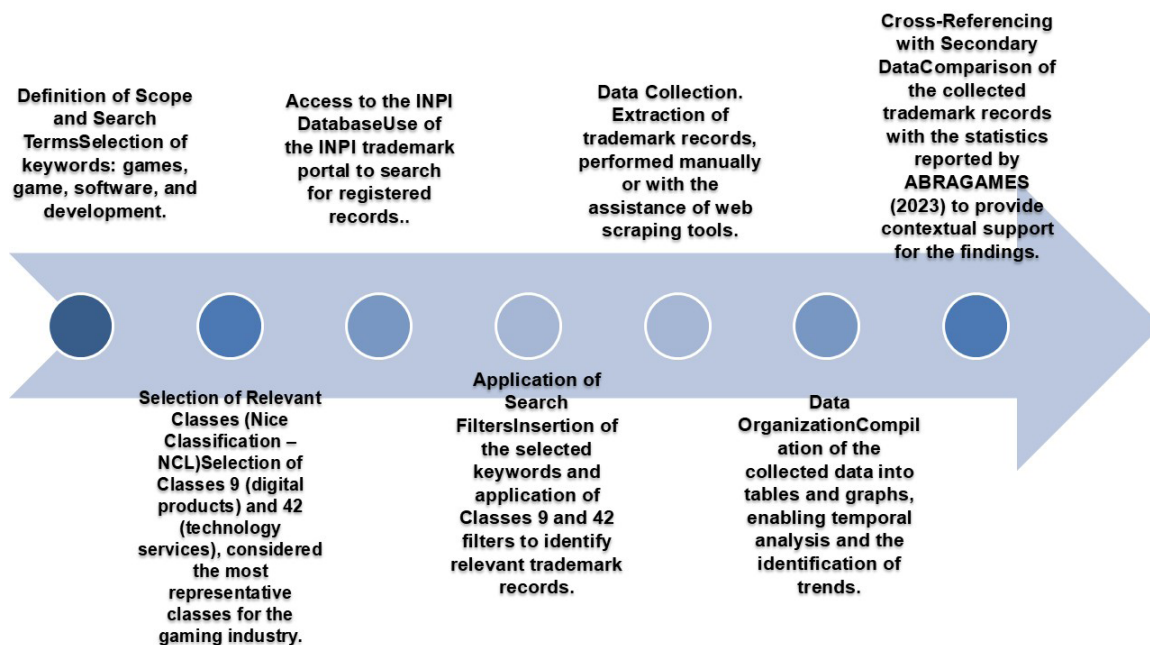 Definition of Scope
and Search
TermsSelection of
keywords: games,
game, software, and
development.
Selection of Relevant
Classes (Nice
Classification –
NCL)Selection of
Classes 9 (digital
products) and 42
(technology
services), considered
the most
representative
classes for the
gaming industry.
Access to the INPI
DatabaseUse of
the INPI trademark
portal to search
for registered
records..
Application of
Search
FiltersInsertion of
the selected
keywords and
application of
Classes 9 and 42
filters to identify
relevant trademark
records.
Data Collection.
Extraction of
trademark records,
performed manually
or with the
assistance of web
scraping tools.
Data
OrganizationCompil
ation of the
collected data into
tables and graphs,
enabling temporal
analysis and the
identification of
trends.
Cross-Referencing
with Secondary
DataComparison of
the collected
trademark records
with the statistics
reported by
ABRAGAMES
(2023) to provide
contextual support
for the findings.